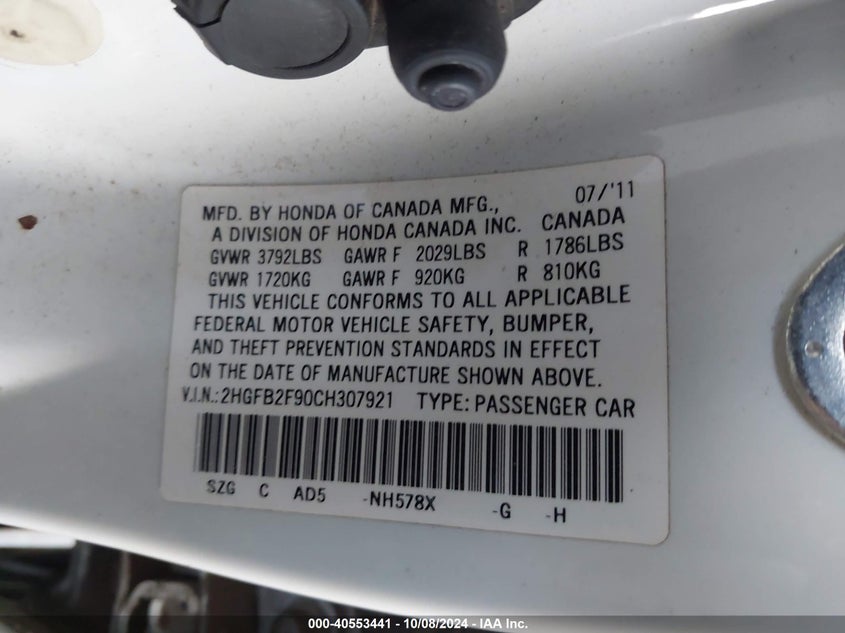 07/'11
MFD. BY HONDA OF CANADA MFG.,
A DIVISION OF HONDA CANADA INC. CANADA
GVWR 3792LBS GAWR F 2029LBS R 1786LBS
GVWR 1720KG GAWR F 920KG R 810KG
THIS VEHICLE CONFORMS TO ALL APPLICABLE
FEDERAL MOTOR VEHICLE SAFETY, BUMPER,
AND THEFT PREVENTION STANDARDS IN EFFECT
ON THE DATE OF MANUFACTURE SHOWN ABOVE.
V.I.N.:2HGFB2F90CH307921 TYPE: PASSENGER CAR
SZG C AD5 -NH578X -G -H
000-40553441 - 10/08/2024 - IAA Inc.